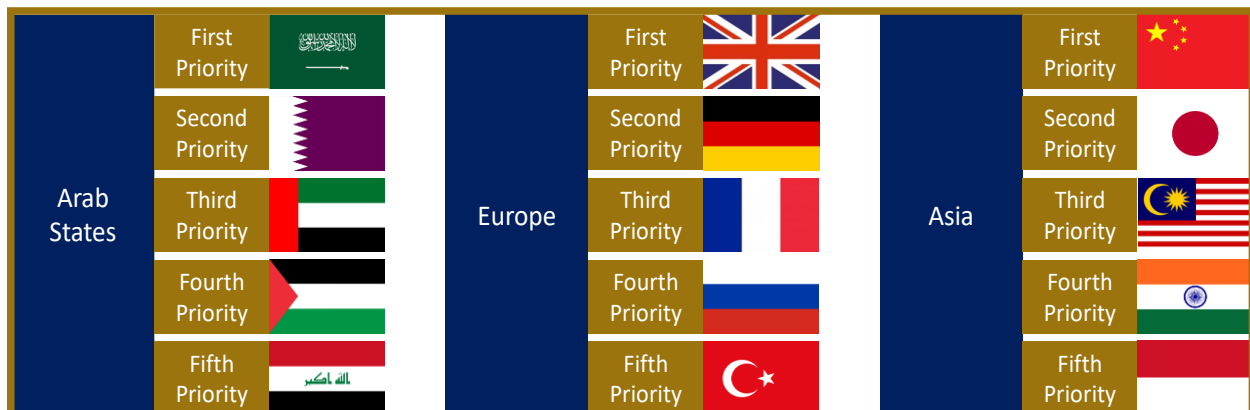 Arab
States
First
Priority
Second
Priority
Third
Priority
Fourth
Priority
Fifth
Priority
الله اكبر
Europe
First
Priority
Second
Priority
Third
Priority
Fourth
Priority
Fifth
Priority
Asia
First
Priority
Second
Priority
Third
Priority
Fourth
Priority
Fifth
Priority